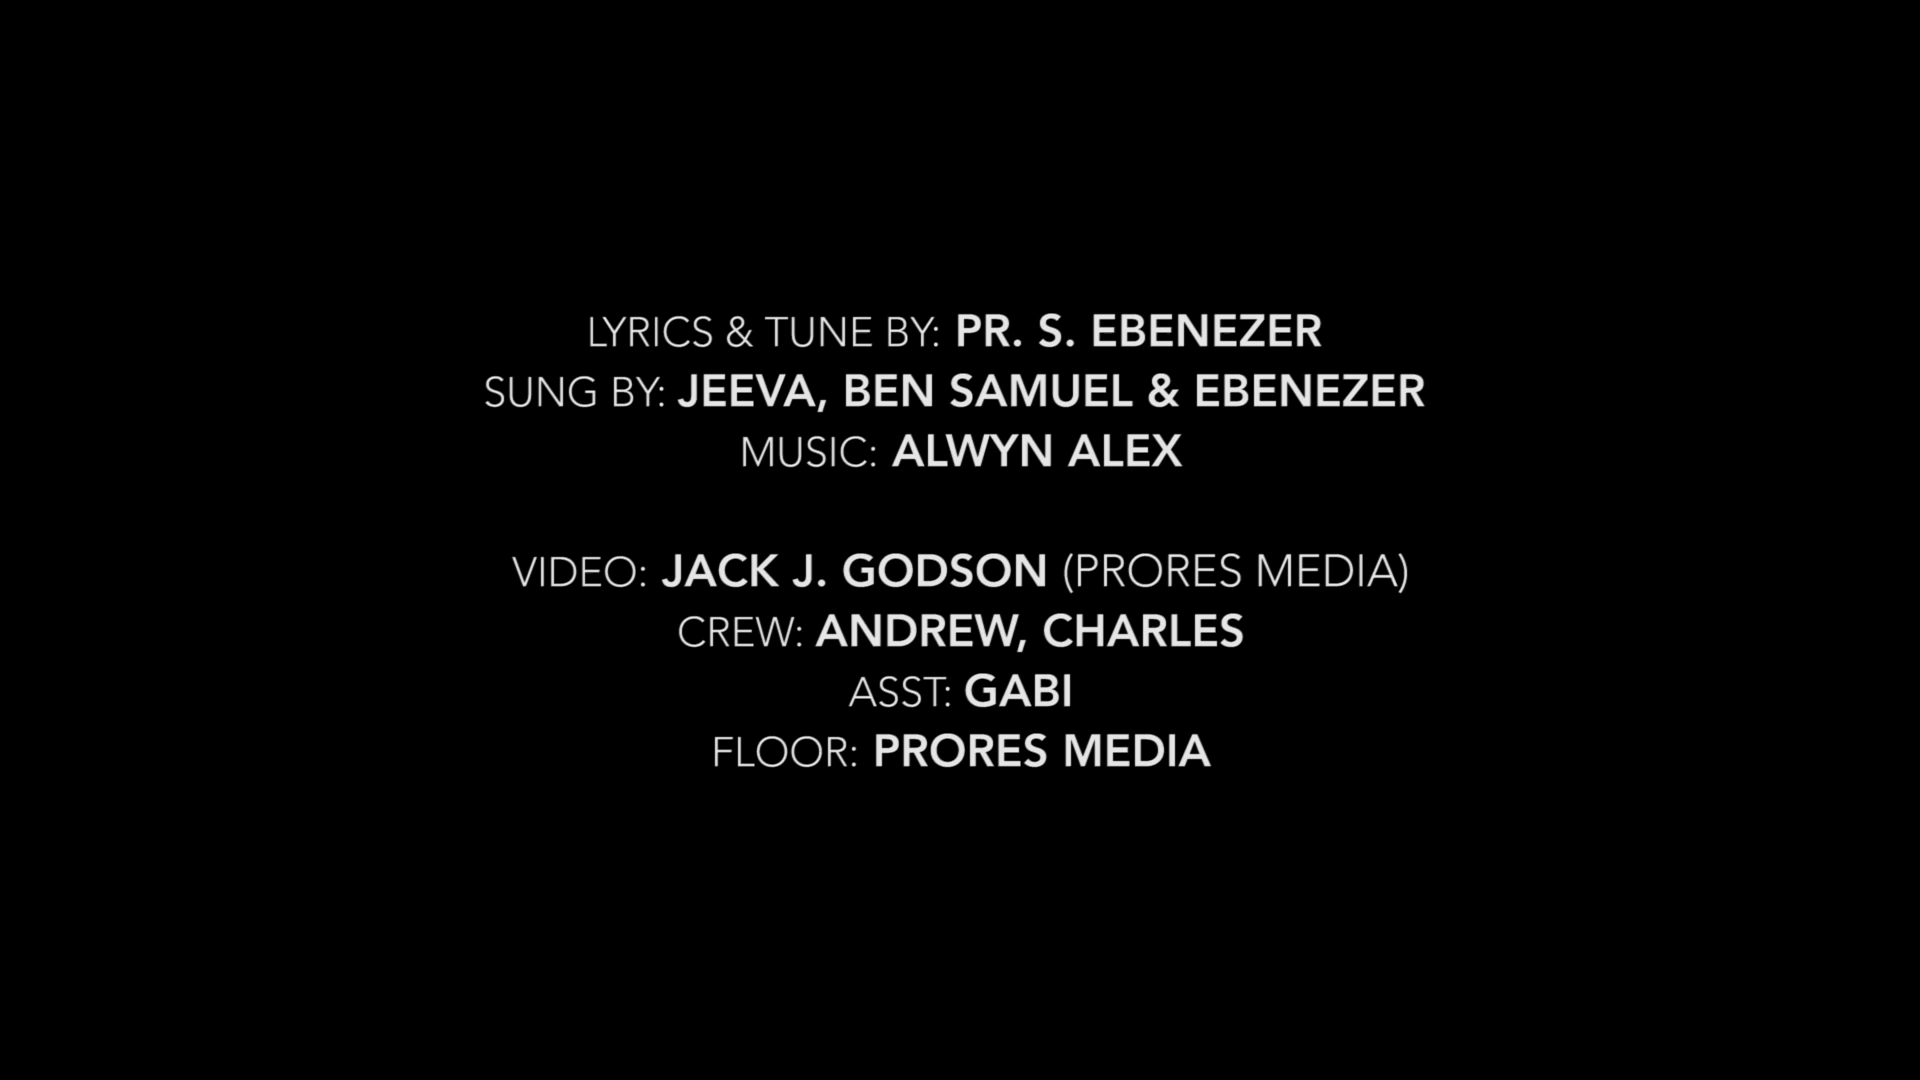 LYRICS & TUNE BY: PR. S. EBENEZER
SUNG BY: JEEVA, BEN SAMUEL & EBENEZER
MUSIC: ALWYN ALEX
VIDEO: JACK J. GODSON (PRORES MEDIA)
CREW: ANDREW, CHARLES
ASST: GABI
FLOOR: PRORES MEDIA